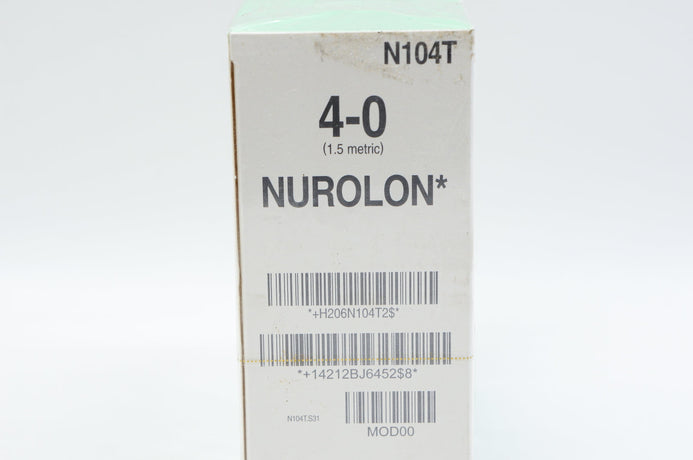 N104T
4-0
(1.5 metric)
NUROLON*
*+H206N104T2$*
*+14212BJ6452$8*
N104T.S31
MOD00